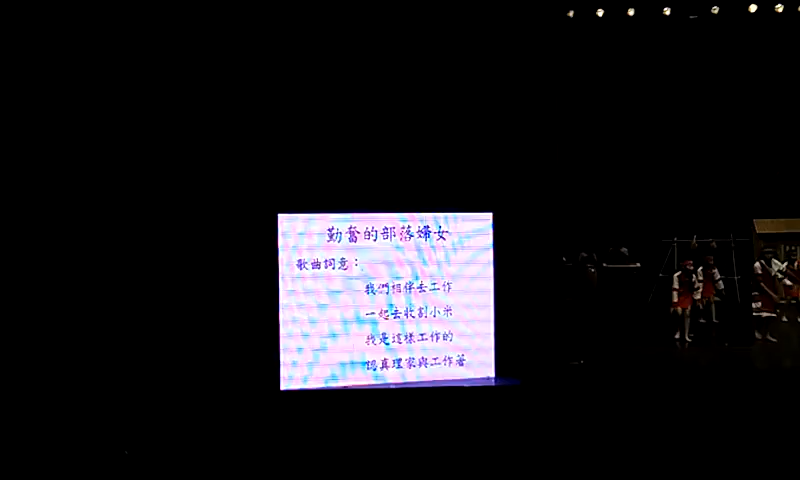 勤奮的部落婦女
歌曲詞意：
我們相伴去工作
一起去收割小米
我是這樣工作的
認真理家與工作著